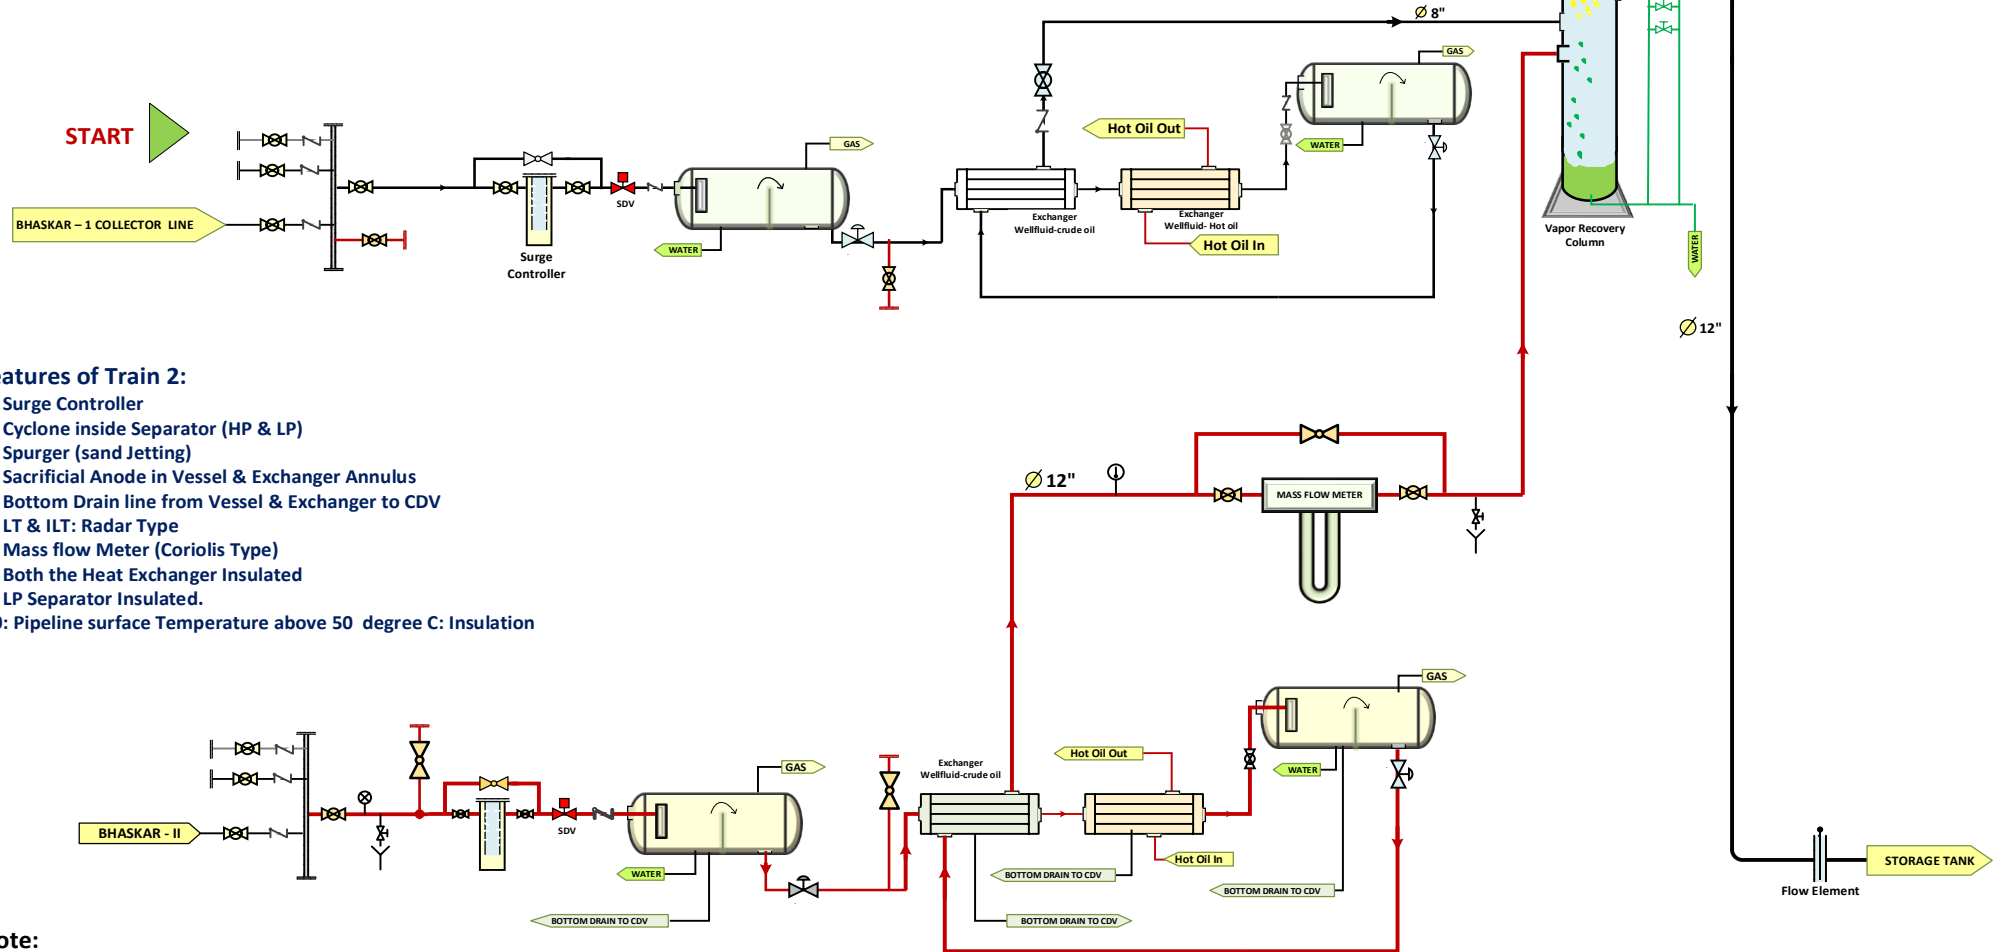 8"
GAS
START
Hot Oil Out
GAS
WATER
BHASKAR – 1 COLLECTOR LINE
SDV
WATER
Surge
Controller
Exchanger
Wellfluid-crude oil
Exchanger
Wellfluid- Hot oil
Hot Oil In
Vapor Recovery
Column
WATER
12"
eatures of Train 2:
Surge Controller
Cyclone inside Separator (HP & LP)
Spurger (sand Jetting)
Sacrificial Anode in Vessel & Exchanger Annulus
Bottom Drain line from Vessel & Exchanger to CDV
LT & ILT: Radar Type
Mass flow Meter (Coriolis Type)
Both the Heat Exchanger Insulated
LP Separator Insulated.
: Pipeline surface Temperature above 50 degree C: Insulation
12"
MASS FLOW METER
GAS
Hot Oil Out
GAS
Exchanger
Wellfluid-crude oil
WATER
BHASKAR - II
SDV
WATER
Hot Oil In
BOTTOM DRAIN TO CDV
BOTTOM DRAIN TO CDV
BOTTOM DRAIN TO CDV
BOTTOM DRAIN TO CDV
STORAGE TANK
Flow Element
ote: